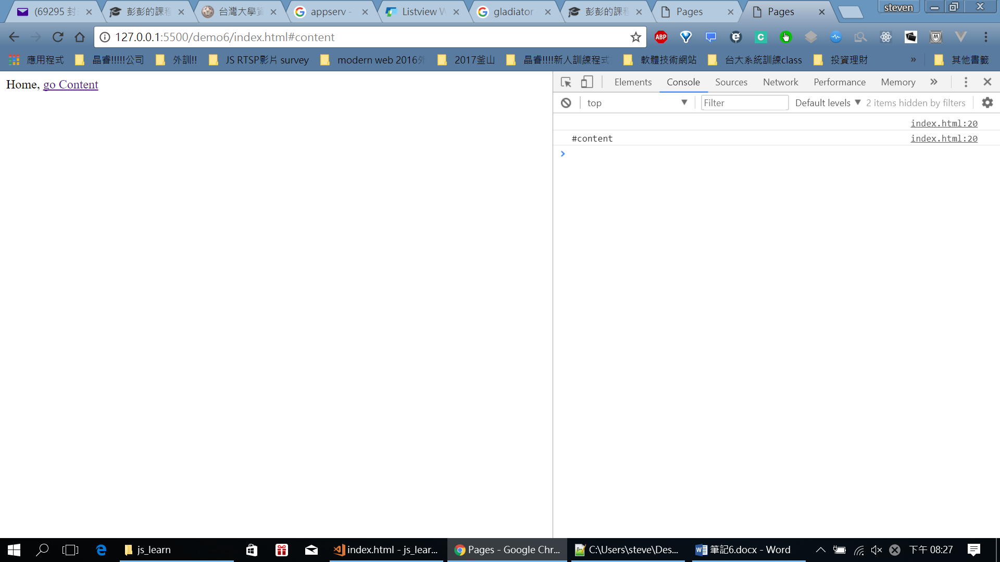 (69295 封 彭彭的課程 台灣大學資 appserv - Listview W gladiator 彭彭的課程 Pages Pages steven
127.0.0.1:5500/demo6/index.html#content ABP C
應用程式 晶睿!!!!!公司 外訓!! JS RTSP影片 survey modern web 2016外 2017釜山 晶睿!!!!新人訓練程式 軟體技術網站 台大系統訓練class 投資理財 » 其他書籤
Home, go Content
Elements Console Sources Network Performance Memory »
top Filter Default levels 2 items hidden by filters
index.html:20
#content index.html:20
js_learn index.html - js_lear... Pages - Google Chr... C:\Users\steve\Des... 筆記6.docx - Word 下午 08:27